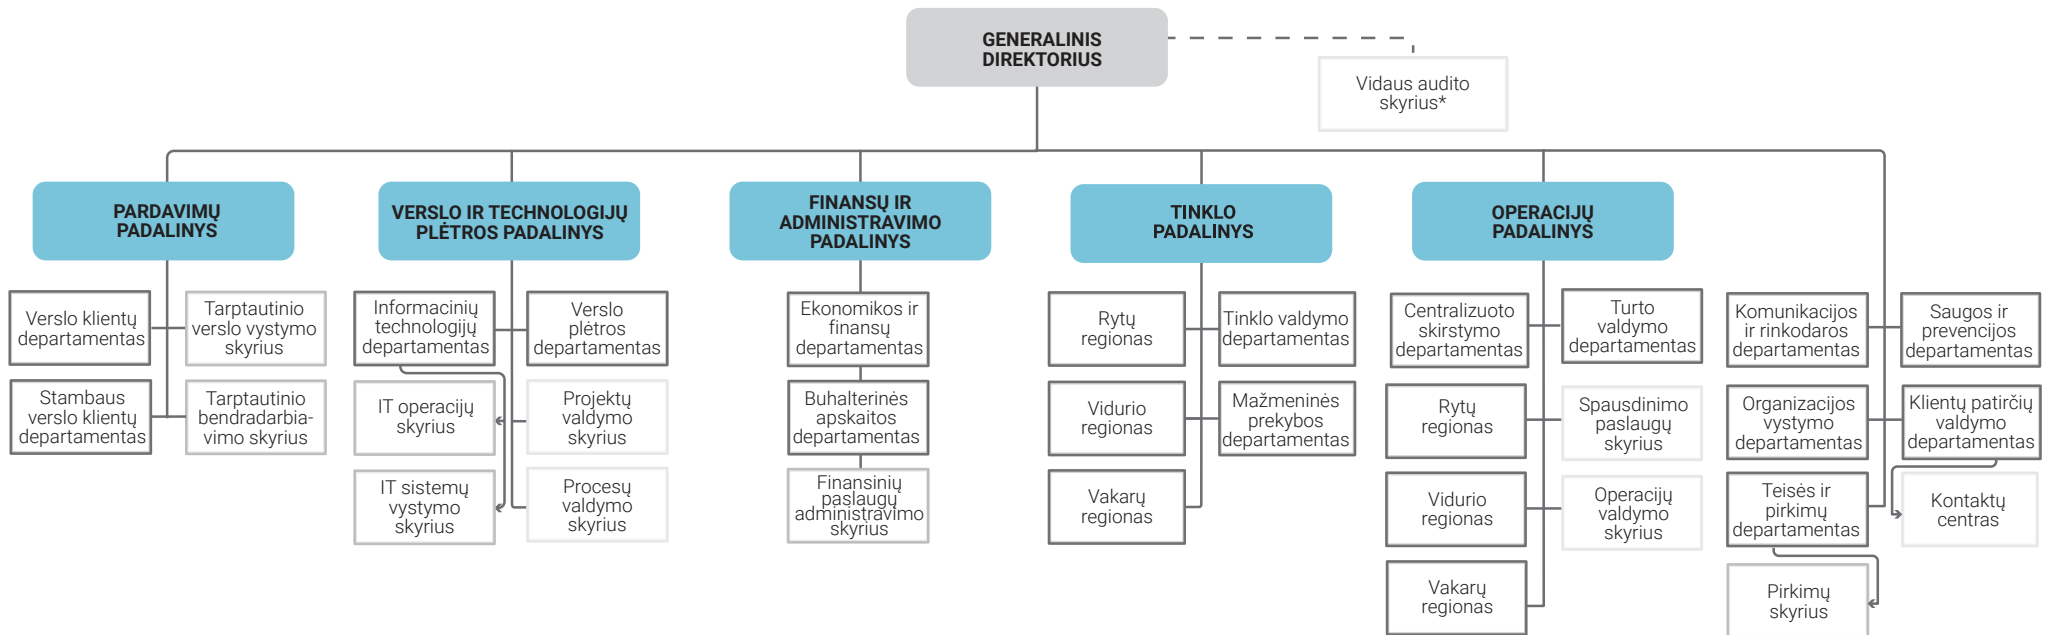 GENERALINIS
DIREKTORIUS
Vidaus audito
skyrius*
PARDAVIMŲ
PADALINYS
VERSLO IR TECHNOLOGIJŲ
PLĖTROS PADALINYS
FINANSŲ IR
ADMINISTRAVIMO
PADALINYS
TINKLO
PADALINYS
OPERACIJŲ
PADALINYS
Verslo klientų
departamentas
Tarptautinio
verslo vystymo
skyrius
Stambaus
verslo klientų
departamentas
Tarptautinio
bendradarbia-
vimo skyrius
Informacinių
technologijų
departamentas
Verslo
plėtros
departamentas
IT operacijų
skyrius
Projektų
valdymo
skyrius
IT sistemų
vystymo
skyrius
Procesų
valdymo
skyrius
Ekonomikos ir
finansų
departamentas
Buhalterinės
apskaitos
departamentas
Finansinių
paslaugų
administravimo
skyrius
Rytų
regionas
Tinklo valdymo
departamentas
Vidurio
regionas
Mažmeninės
prekybos
departamentas
Vakarų
regionas
Centralizuoto
skirstymo
departamentas
Turto
valdymo
departamentas
Rytų
regionas
Spausdinimo
paslaugų
skyrius
Vidurio
regionas
Operacijų
valdymo
skyrius
Vakarų
regionas
Komunikacijos
ir rinkodaros
departamentas
Saugos ir
prevencijos
departamentas
Organizacijos
vystymo
departamentas
Klientų patirčių
valdymo
departamentas
Teisės ir
pirkimų
departamentas
Kontaktų
centras
Pirkimų
skyrius